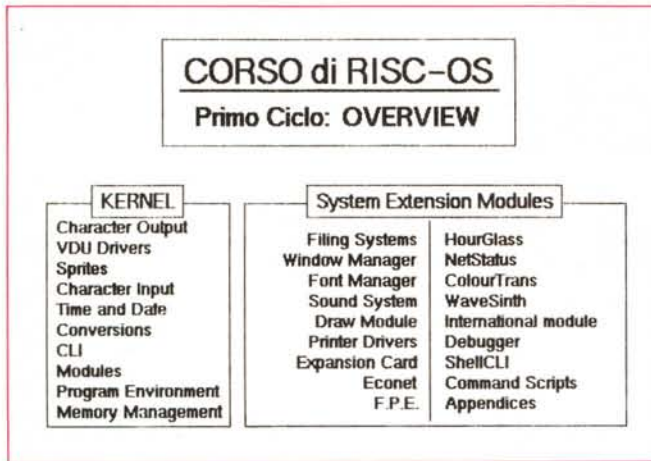 CORSO di RISC-OS
Primo Ciclo: OVERVIEW
KERNEL
Character Output
VDU Drivers
Sprites
Character Input
Time and Date
Conversions
CLI
Modules
Program Environment
Memory Management
System Extension Modules
Filing Systems
Window Manager
Font Manager
Sound System
Draw Module
Printer Drivers
Expansion Card
Econet
F.P.E.
HourGlass
NetStatus
ColourTrans
WaveSinth
International module
Debugger
ShellCLI
Command Scripts
Appendices